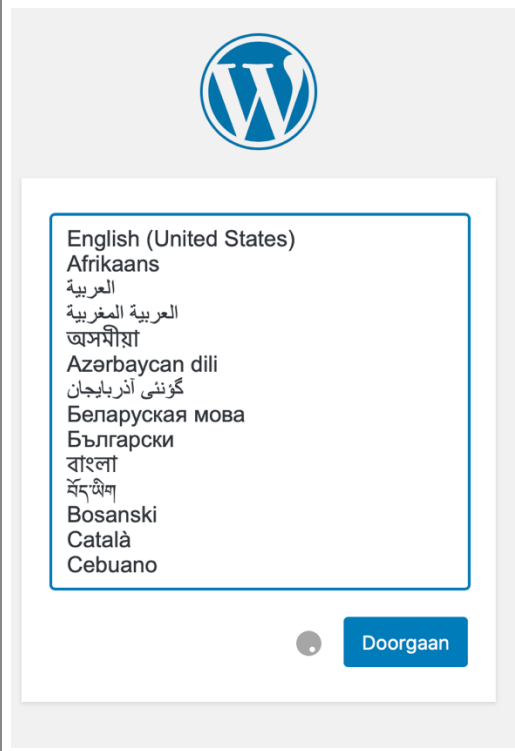 English (United States)
Afrikaans
العربية
العربية المغربية
অসমীয়া
Azərbaycan dili
گؤنئی آذربایجان
Беларуская мова
Български
বাংলা
བོད་ཡིག
Bosanski
Català
Cebuano
Doorgaan